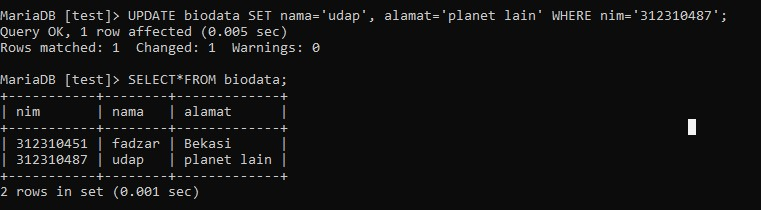 MariaDB [test]> UPDATE biodata SET nama='udap', alamat='planet lain' WHERE nim='312310487';
Query OK, 1 row affected (0.005 sec)
Rows matched: 1  Changed: 1  Warnings: 0

MariaDB [test]> SELECT*FROM biodata;
+-----------+--------+-------------+
| nim       | nama   | alamat      |
+-----------+--------+-------------+
| 312310451 | fadzar | Bekasi      |
| 312310487 | udap   | planet lain |
+-----------+--------+-------------+
2 rows in set (0.001 sec)